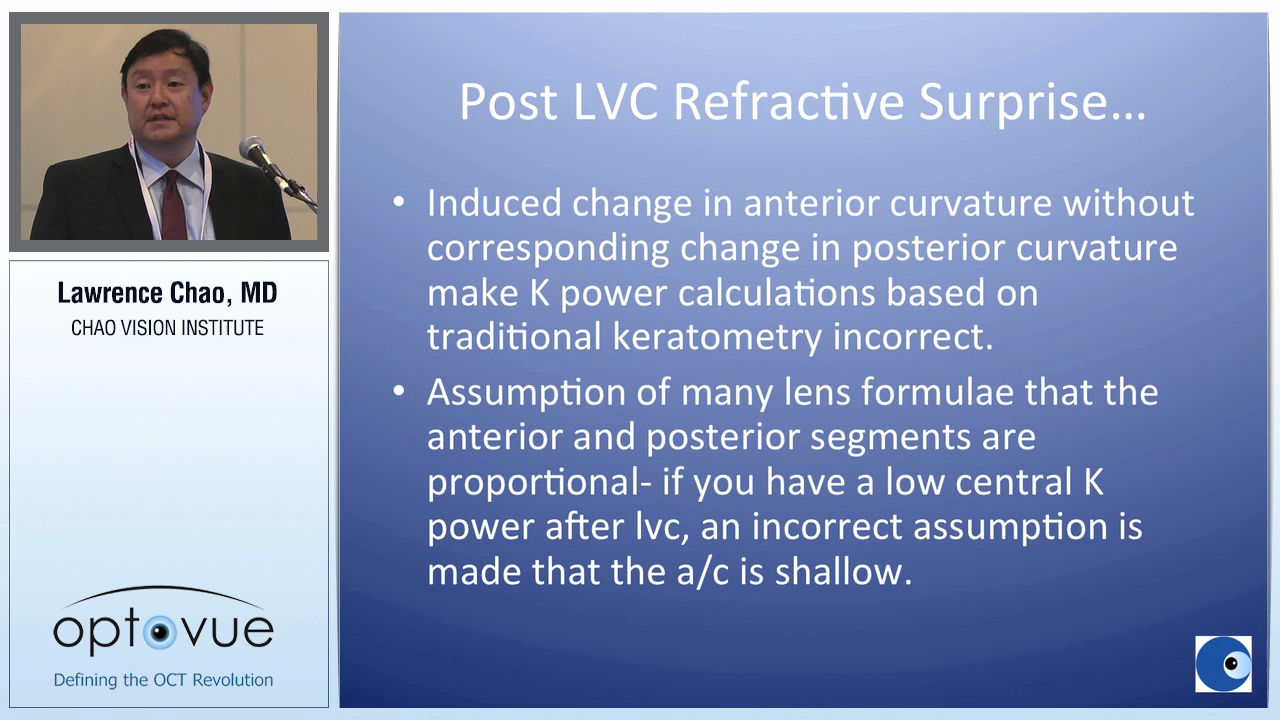 Post LVC Refractive Surprise...
• Induced change in anterior curvature without
corresponding change in posterior curvature
make K power calculations based on
traditional keratometry incorrect.
• Assumption of many lens formulae that the
anterior and posterior segments are
proportional- if you have a low central K
power after lvc, an incorrect assumption is
made that the a/c is shallow.
Lawrence Chao, MD
CHAO VISION INSTITUTE
optovue
Defining the OCT Revolution